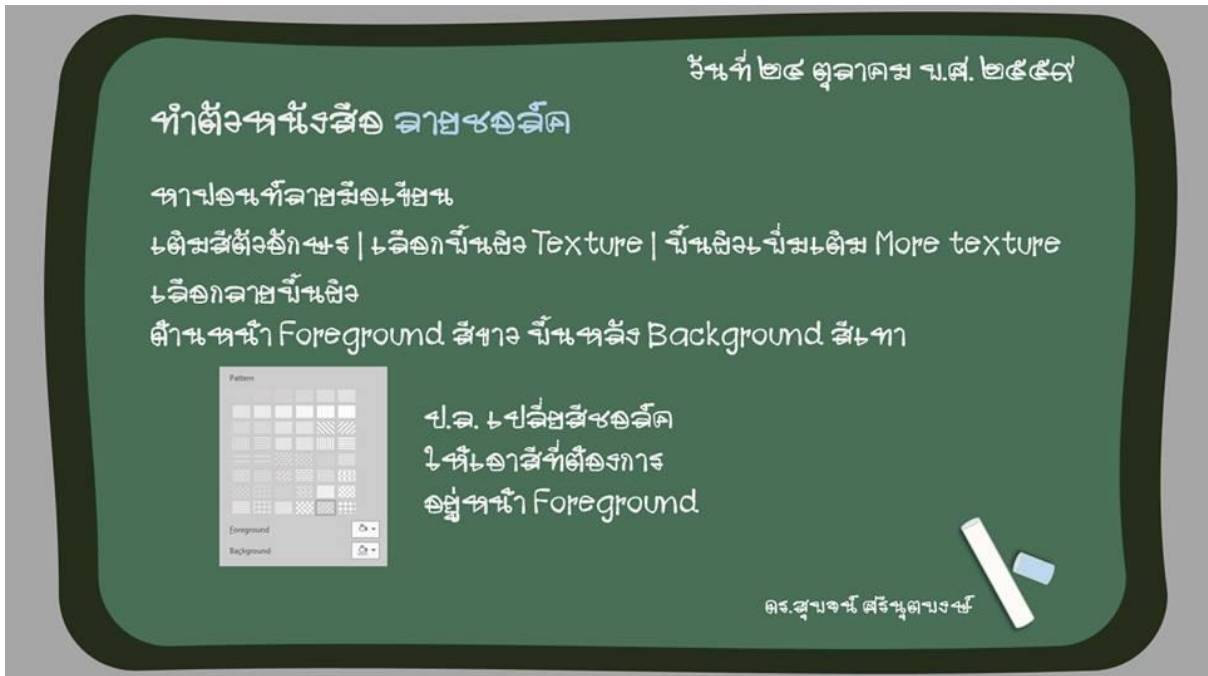 วันที่ ๒๔ ตุลาคม พ.ศ. ๒๕๕๙
ทำตัวหนังสือ ลายชอล์ค
หาฟอนท์ลายมือเขียน
เติมสีตัวอักษร | เลือกพื้นผิว Texture | พื้นผิวเพิ่มเติม More texture
เลือกลายพื้นผิว
ด้านหน้า Foreground สีขาว พื้นหลัง Background สีเทา
Pattern
Foreground
Background
ป.ล. เปลี่ยสีชอล์ค
ให้เอาสีที่ต้องการ
อยู่หน้า Foreground
ดร.สุพจน์ ศรีนุตพงษ์